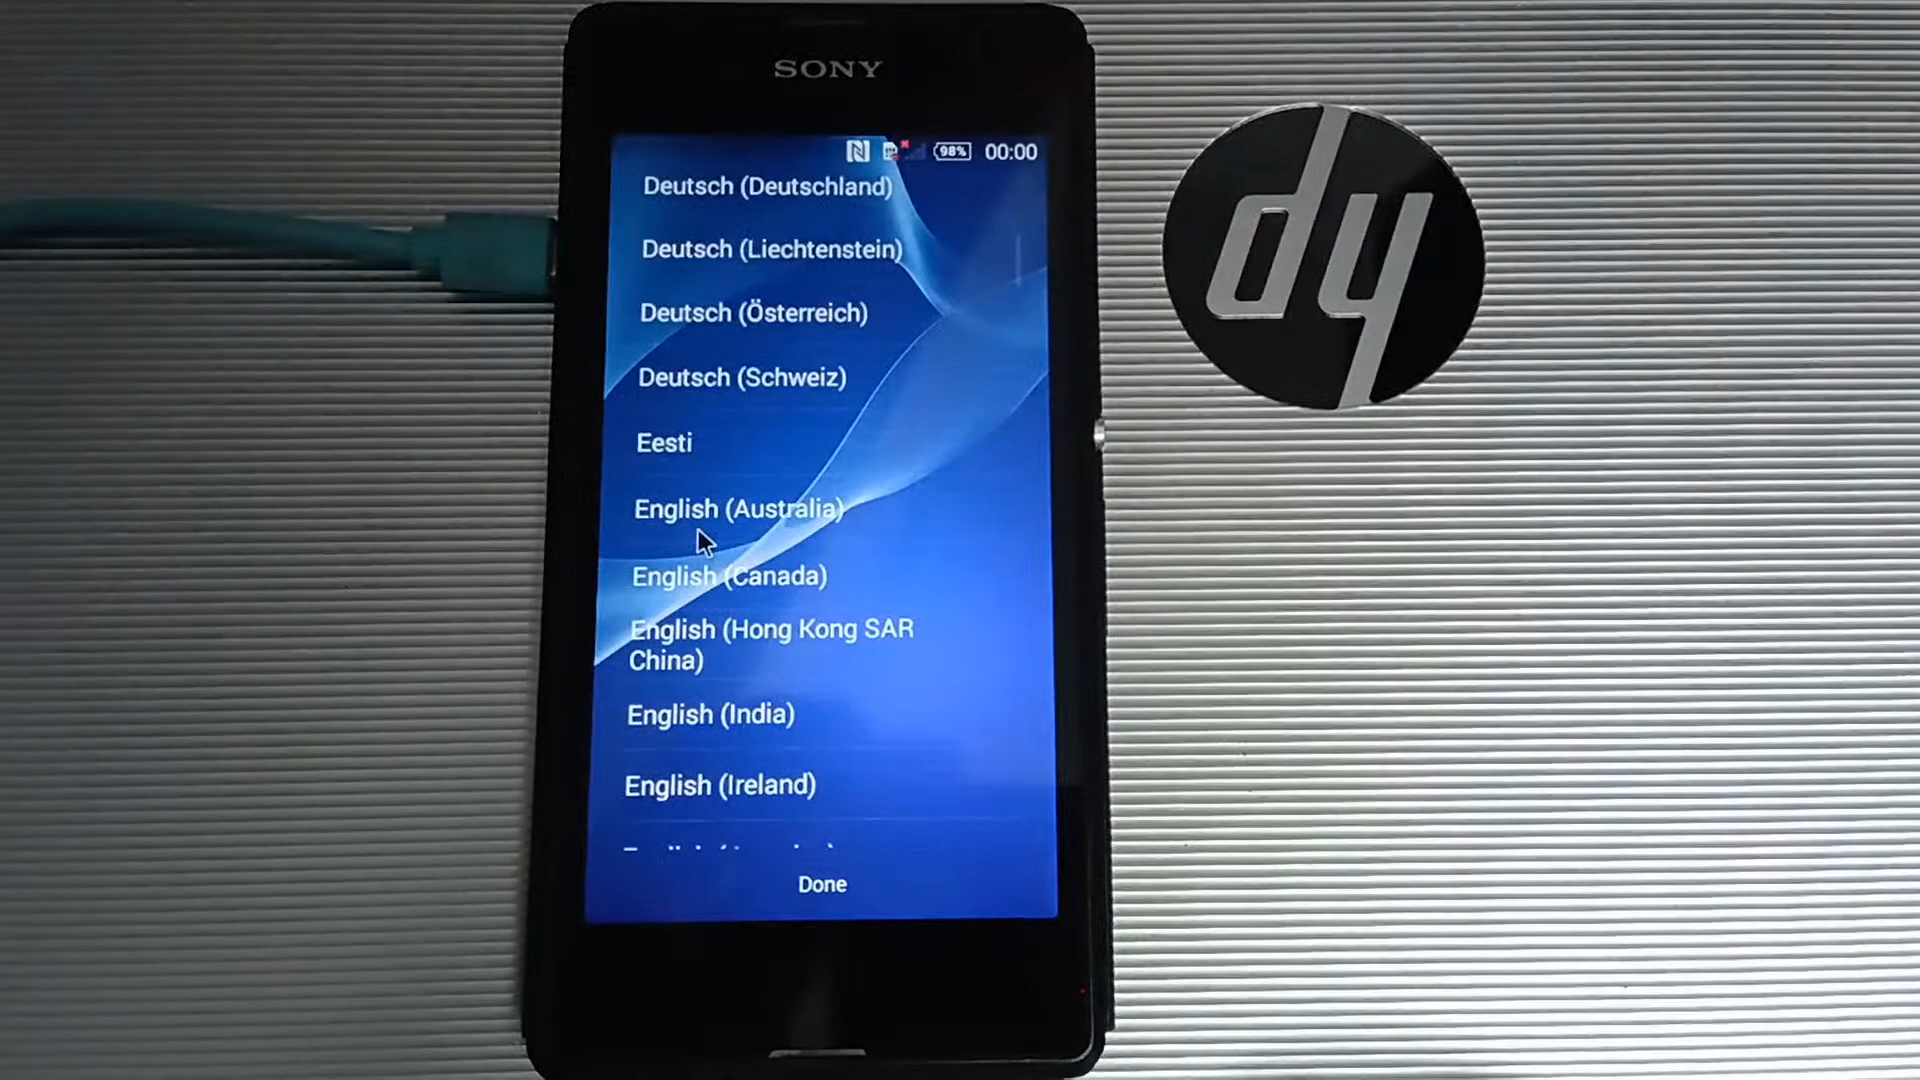 SONY
98% 00:00
Deutsch (Deutschland)
Deutsch (Liechtenstein)
Deutsch (Österreich)
Deutsch (Schweiz)
Eesti
English (Australia)
English (Canada)
English (Hong Kong SAR
China)
English (India)
English (Ireland)
Done
hp